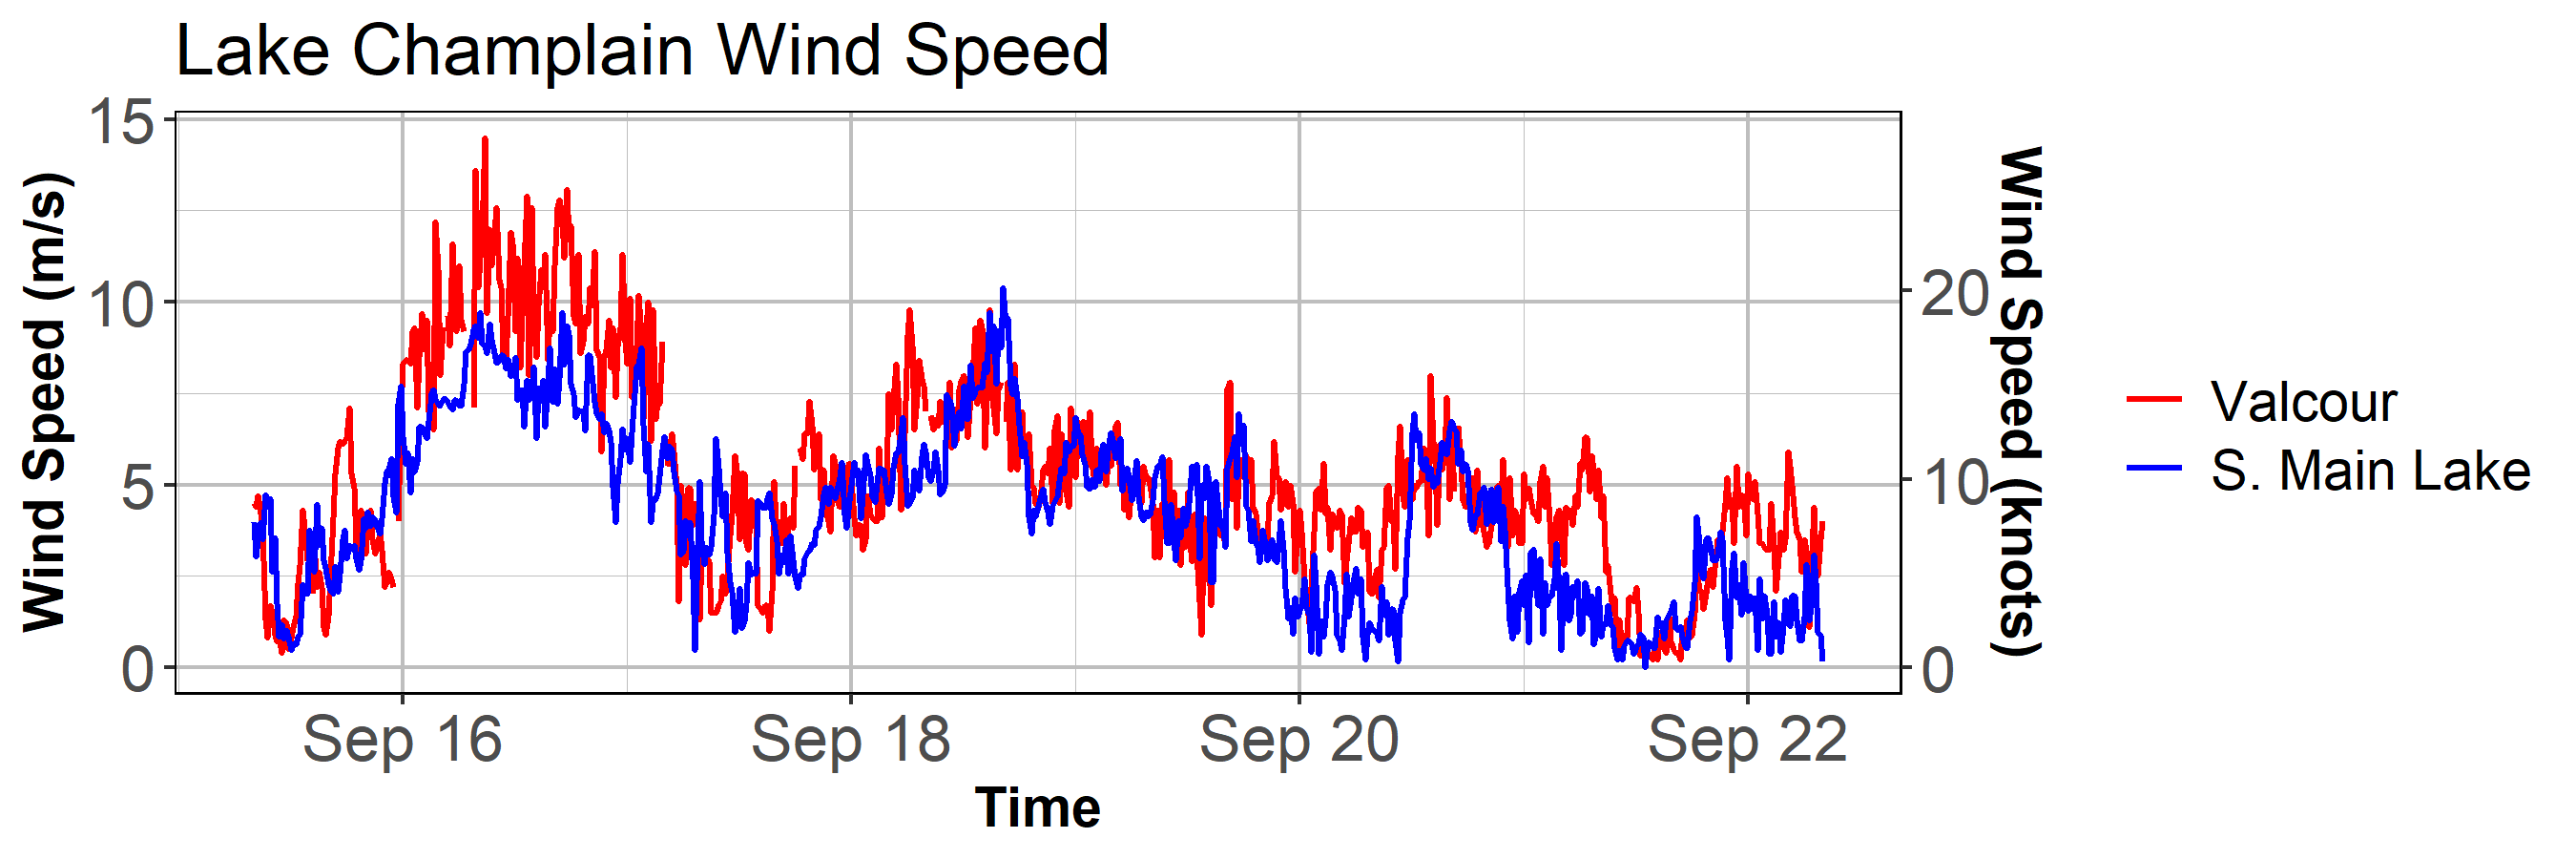 Lake Champlain Wind Speed
15
10
5
0
Wind Speed (m/s)
20
10
0
Wind Speed (knots)
Valcour
S. Main Lake
Sep 16 Sep 18 Sep 20 Sep 22
Time